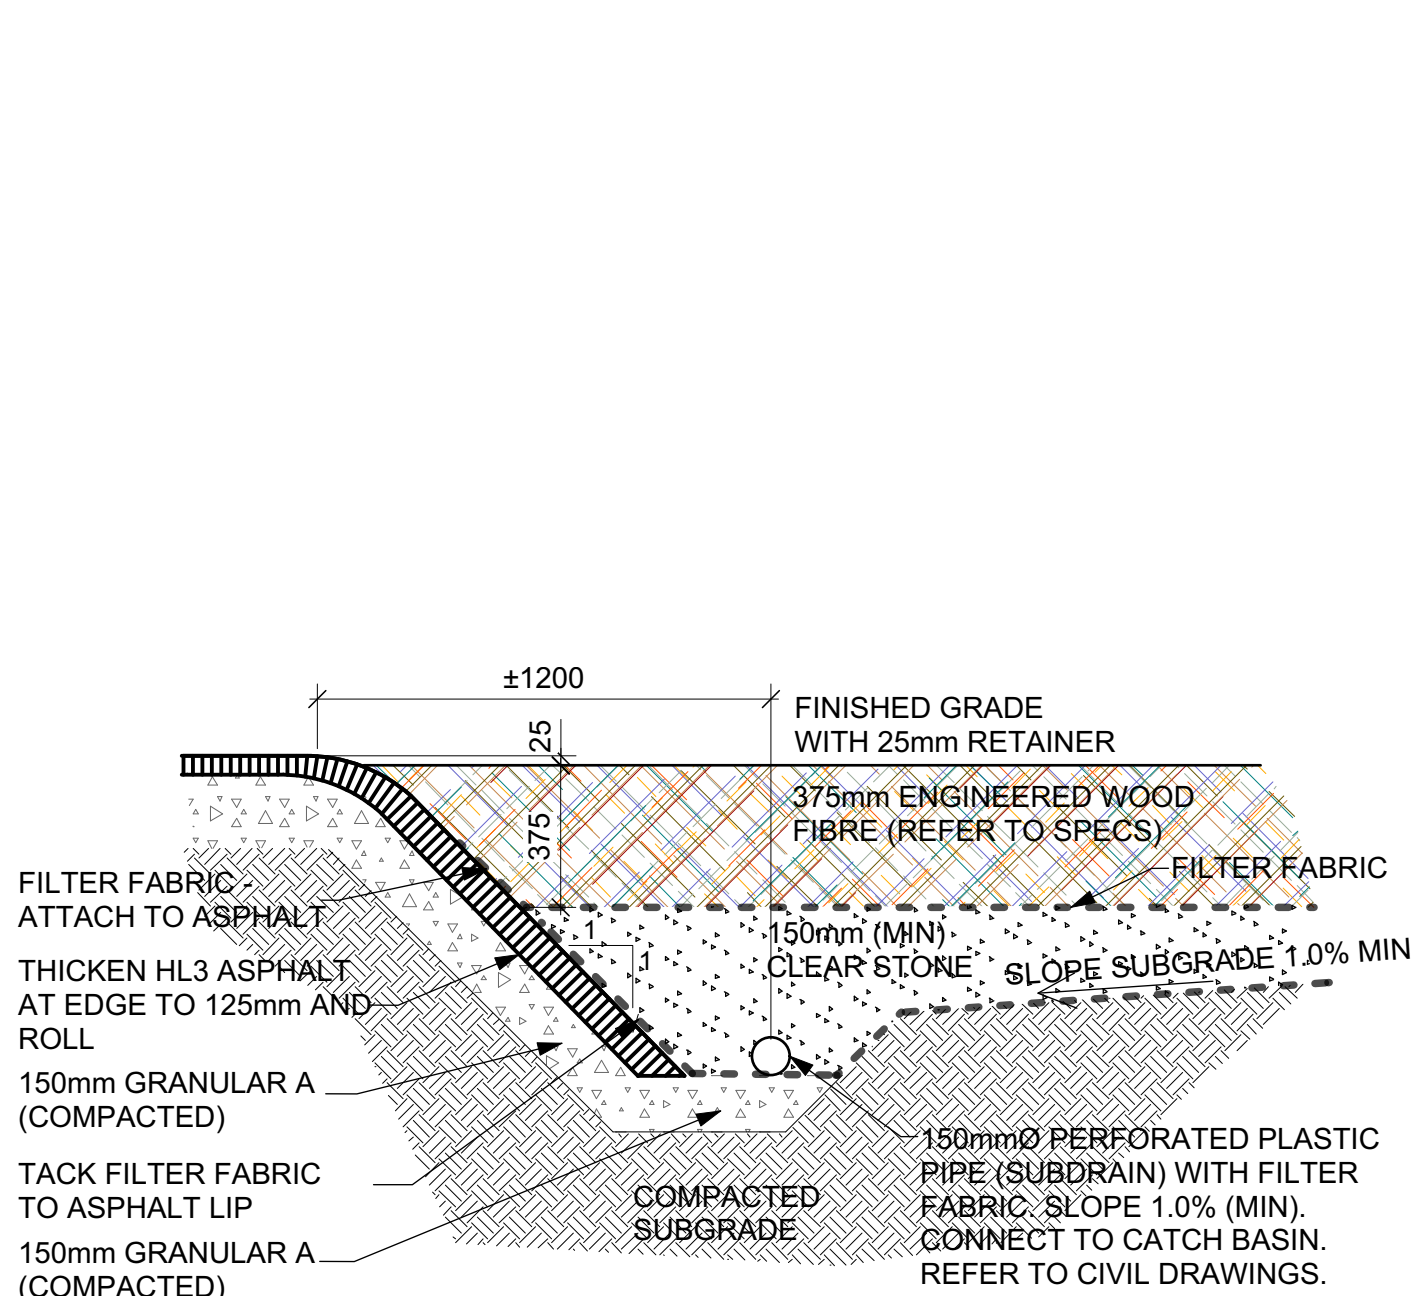 ±1200
25
375
FINISHED GRADE
WITH 25mm RETAINER
375mm ENGINEERED WOOD
FIBRE (REFER TO SPECS)
FILTER FABRIC
150mm (MIN)
CLEAR STONE
SLOPE SUBGRADE 1.0% MIN
1
1
FILTER FABRIC -
ATTACH TO ASPHALT
THICKEN HL3 ASPHALT
AT EDGE TO 125mm AND
ROLL
150mm GRANULAR A
(COMPACTED)
TACK FILTER FABRIC
TO ASPHALT LIP
150mm GRANULAR A
(COMPACTED)
COMPACTED
SUBGRADE
150mmØ PERFORATED PLASTIC
PIPE (SUBDRAIN) WITH FILTER
FABRIC. SLOPE 1.0% (MIN).
CONNECT TO CATCH BASIN.
REFER TO CIVIL DRAWINGS.